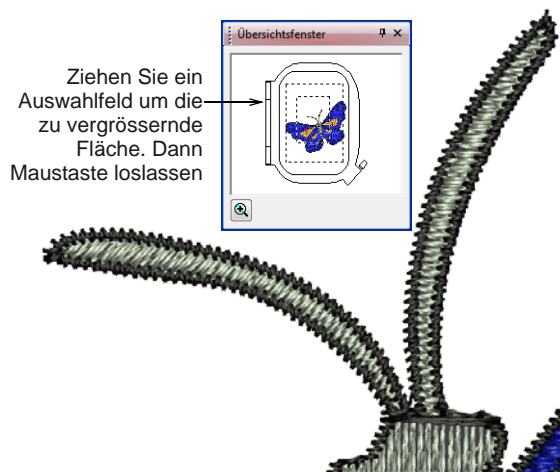 Übersichtsfenster
Ziehen Sie ein
Auswahlfeld um die
zu vergrössernde
Fläche. Dann
Maustaste loslassen